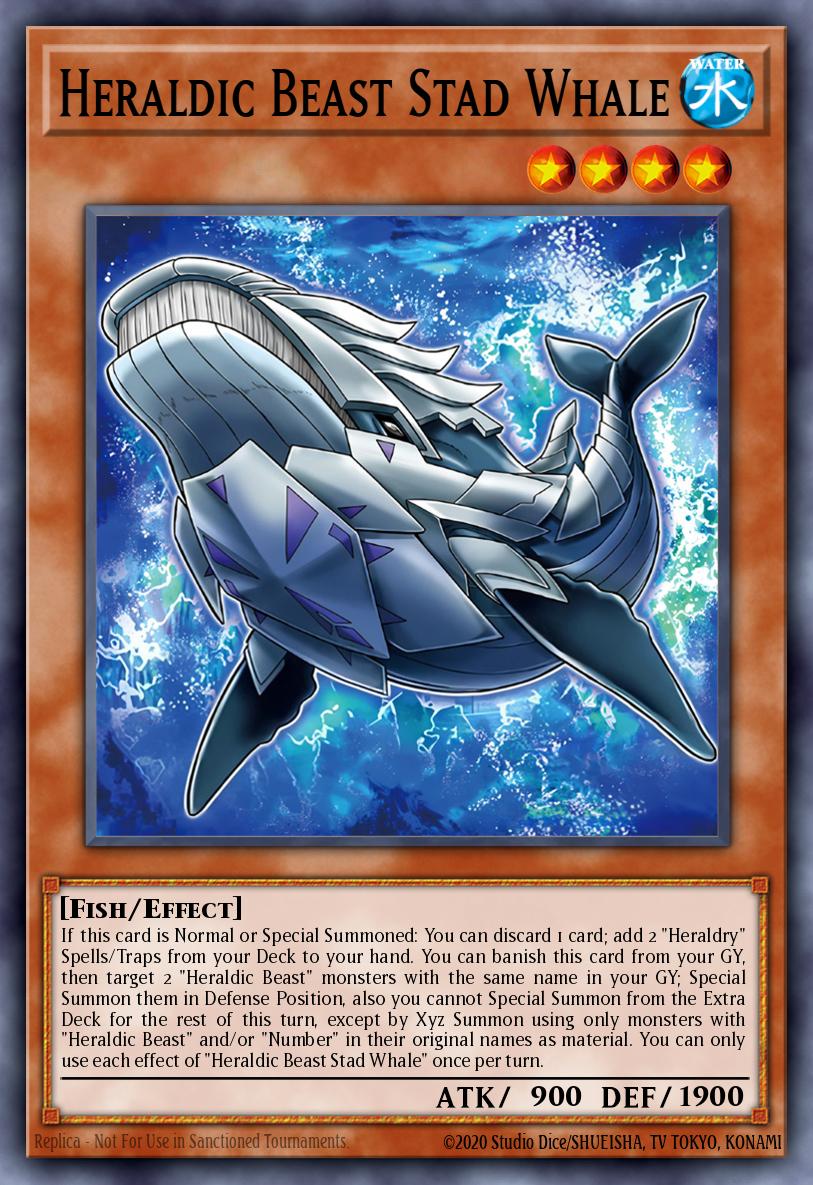 Heraldic Beast Stad Whale
WATER
水
[Fish/Effect]
If this card is Normal or Special Summoned: You can discard 1 card; add 2 "Heraldry"
Spells/Traps from your Deck to your hand. You can banish this card from your GY,
then target 2 "Heraldic Beast" monsters with the same name in your GY; Special
Summon them in Defense Position, also you cannot Special Summon from the Extra
Deck for the rest of this turn, except by Xyz Summon using only monsters with
"Heraldic Beast" and/or "Number" in their original names as material. You can only
use each effect of "Heraldic Beast Stad Whale" once per turn.
ATK/ 900 DEF/1900
Replica - Not For Use in Sanctioned Tournaments.
©2020 Studio Dice/SHUEISHA, TV TOKYO, KONAMI